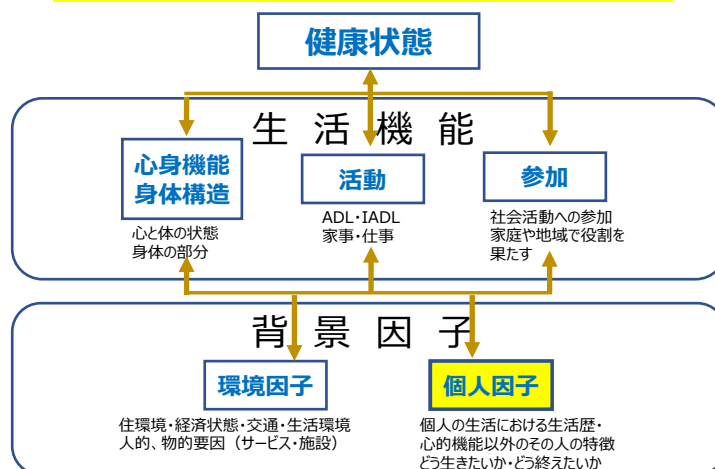 健康状態
生活機能
心身機能
身体構造
活動
参加
心と体の状態
身体の部分
ADL・IADL
家事・仕事
社会活動への参加
家庭や地域で役割を
果たす
背景因子
環境因子
個人因子
住環境・経済状態・交通・生活環境
人的、物的要因（サービス・施設）
個人の生活における生活歴・
心的機能以外のその人の特徴
どう生きたいか・どう終えたいか